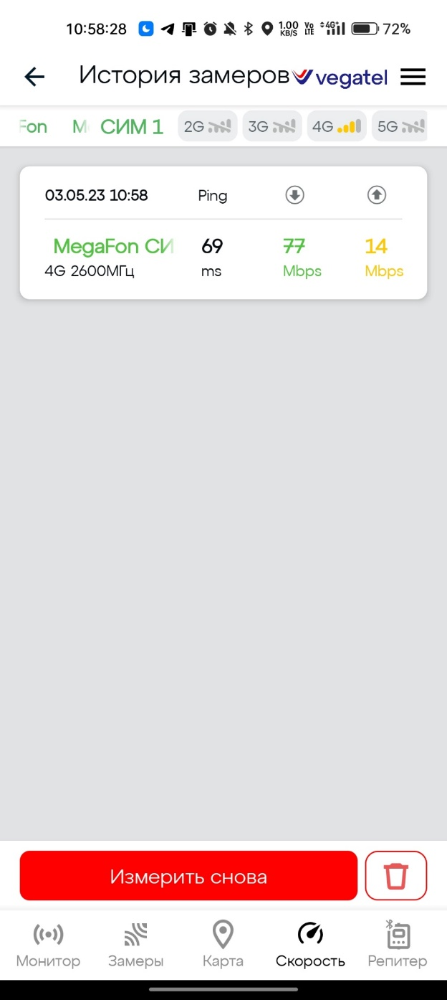 10:58:28 1.00 KB/S Vo LTE 4G+ 72%
История замеров vegatel
Fon M СИМ 1 2G 3G 4G 5G
03.05.23 10:58 Ping
MegaFon СИ 69 77 14
4G 2600МГц ms Mbps Mbps
Измерить снова
Монитор Замеры Карта Скорость Репитер